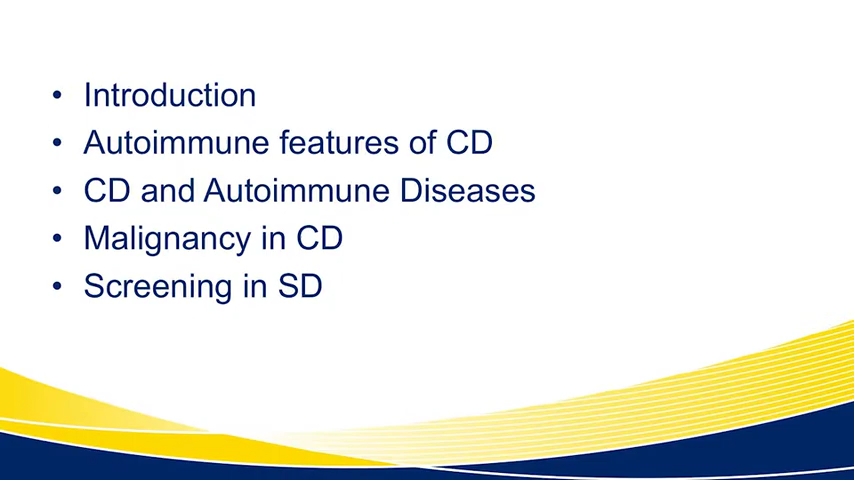 • Introduction
• Autoimmune features of CD
• CD and Autoimmune Diseases
• Malignancy in CD
• Screening in SD